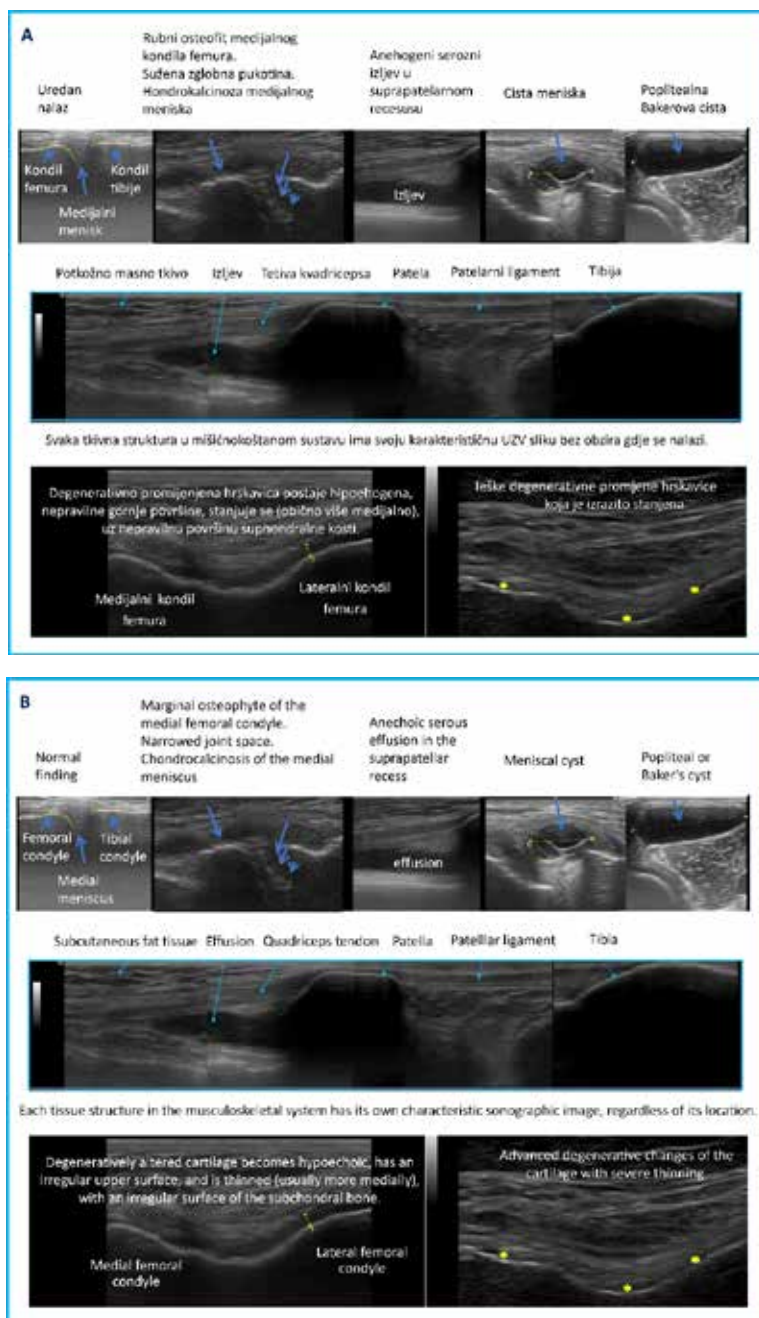 A
Rubni osteofit medijalnog
kondila femura.
Sužena zglobna pukotina.
Hondrokalcinoza medijalnog
meniska
Anehogeni serozni
izljev u
suprapatelarnom
recesusu
Uredan
nalaz
Cista meniska
Poplitealna
Bakerova cista
Kondil
femura
Kondil
tibije
Medijalni
menisk
Izljev
Potkožno masno tkivo Izljev Tetiva kvadricepsa Patela Patelarni ligament Tibija
Svaka tkivna struktura u mišićnokoštanom sustavu ima svoju karakterističnu UZV sliku bez obzira gdje se nalazi.
Degenerativno promijenjena hrskavica postaje hipoehogena,
nepravilne gornje površine, stanjuje se (obično više medijalno),
uz nepravilnu površinu suphondralne kosti.
Medijalni kondil
femura
Lateralni kondil
femura
Teške degenerativne promjene hrskavice
koja je izrazito stanjena
B
Marginal osteophyte of the
medial femoral condyle.
Narrowed joint space.
Chondrocalcinosis of the medial
meniscus
Anechoic serous
effusion in the
suprapatellar
recess
Normal
finding
Meniscal cyst
Popliteal or
Baker's cyst
Femoral
condyle
Tibial
condyle
Medial
meniscus
effusion
Subcutaneous fat tissue Effusion Quadriceps tendon Patella Patelllar ligament Tibia
Each tissue structure in the musculoskeletal system has its own characteristic sonographic image, regardless of its location.
Degeneratively a tered cartilage becomes hypoechoic, has an
irregular upper surface, and is thinned (usually more medially),
with an irregular surface of the subchondral bone.
Medial femoral
condyle
Lateral femoral
condyle
Advanced degenerative changes of the
cartilage with severe thinning